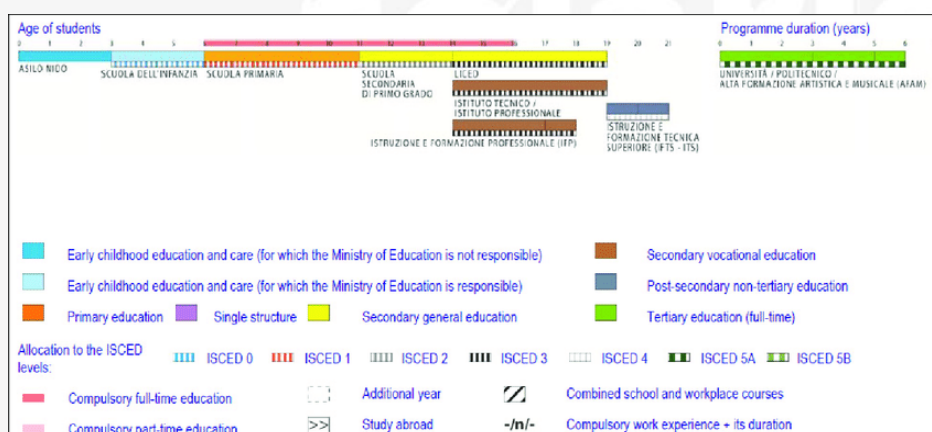 Age of students
Programme duration (years)
0 1 2 3 4 5 6 7 8 9 10 11 12 13 14 15 16 17 18 19 20 21
0 1 2 3 4 5 6
ASILO NIDO
SCUOLA DELL'INFANZIA
SCUOLA PRIMARIA
SCUOLA
SECONDARIA
DI PRIMO GRADO
LICEO
ISTITUTO TECNICO /
ISTITUTO PROFESSIONALE
ISTRUZIONE E FORMAZIONE PROFESSIONALE (IFP)
ISTRUZIONE E
FORMAZIONE TECNICA
SUPERIORE (IFTS - ITS)
UNIVERSITÀ / POLITECNICO /
ALTA FORMAZIONE ARTISTICA E MUSICALE (AFAM)
Early childhood education and care (for which the Ministry of Education is not responsible)
Secondary vocational education
Early childhood education and care (for which the Ministry of Education is responsible)
Post-secondary non-tertiary education
Primary education
Single structure
Secondary general education
Tertiary education (full-time)
Allocation to the ISCED
levels:
ISCED 0
ISCED 1
ISCED 2
ISCED 3
ISCED 4
ISCED 5A
ISCED 5B
Compulsory full-time education
Additional year
Combined school and workplace courses
Compulsory part-time education
>> Study abroad
-/n/- Compulsory work experience + its duration